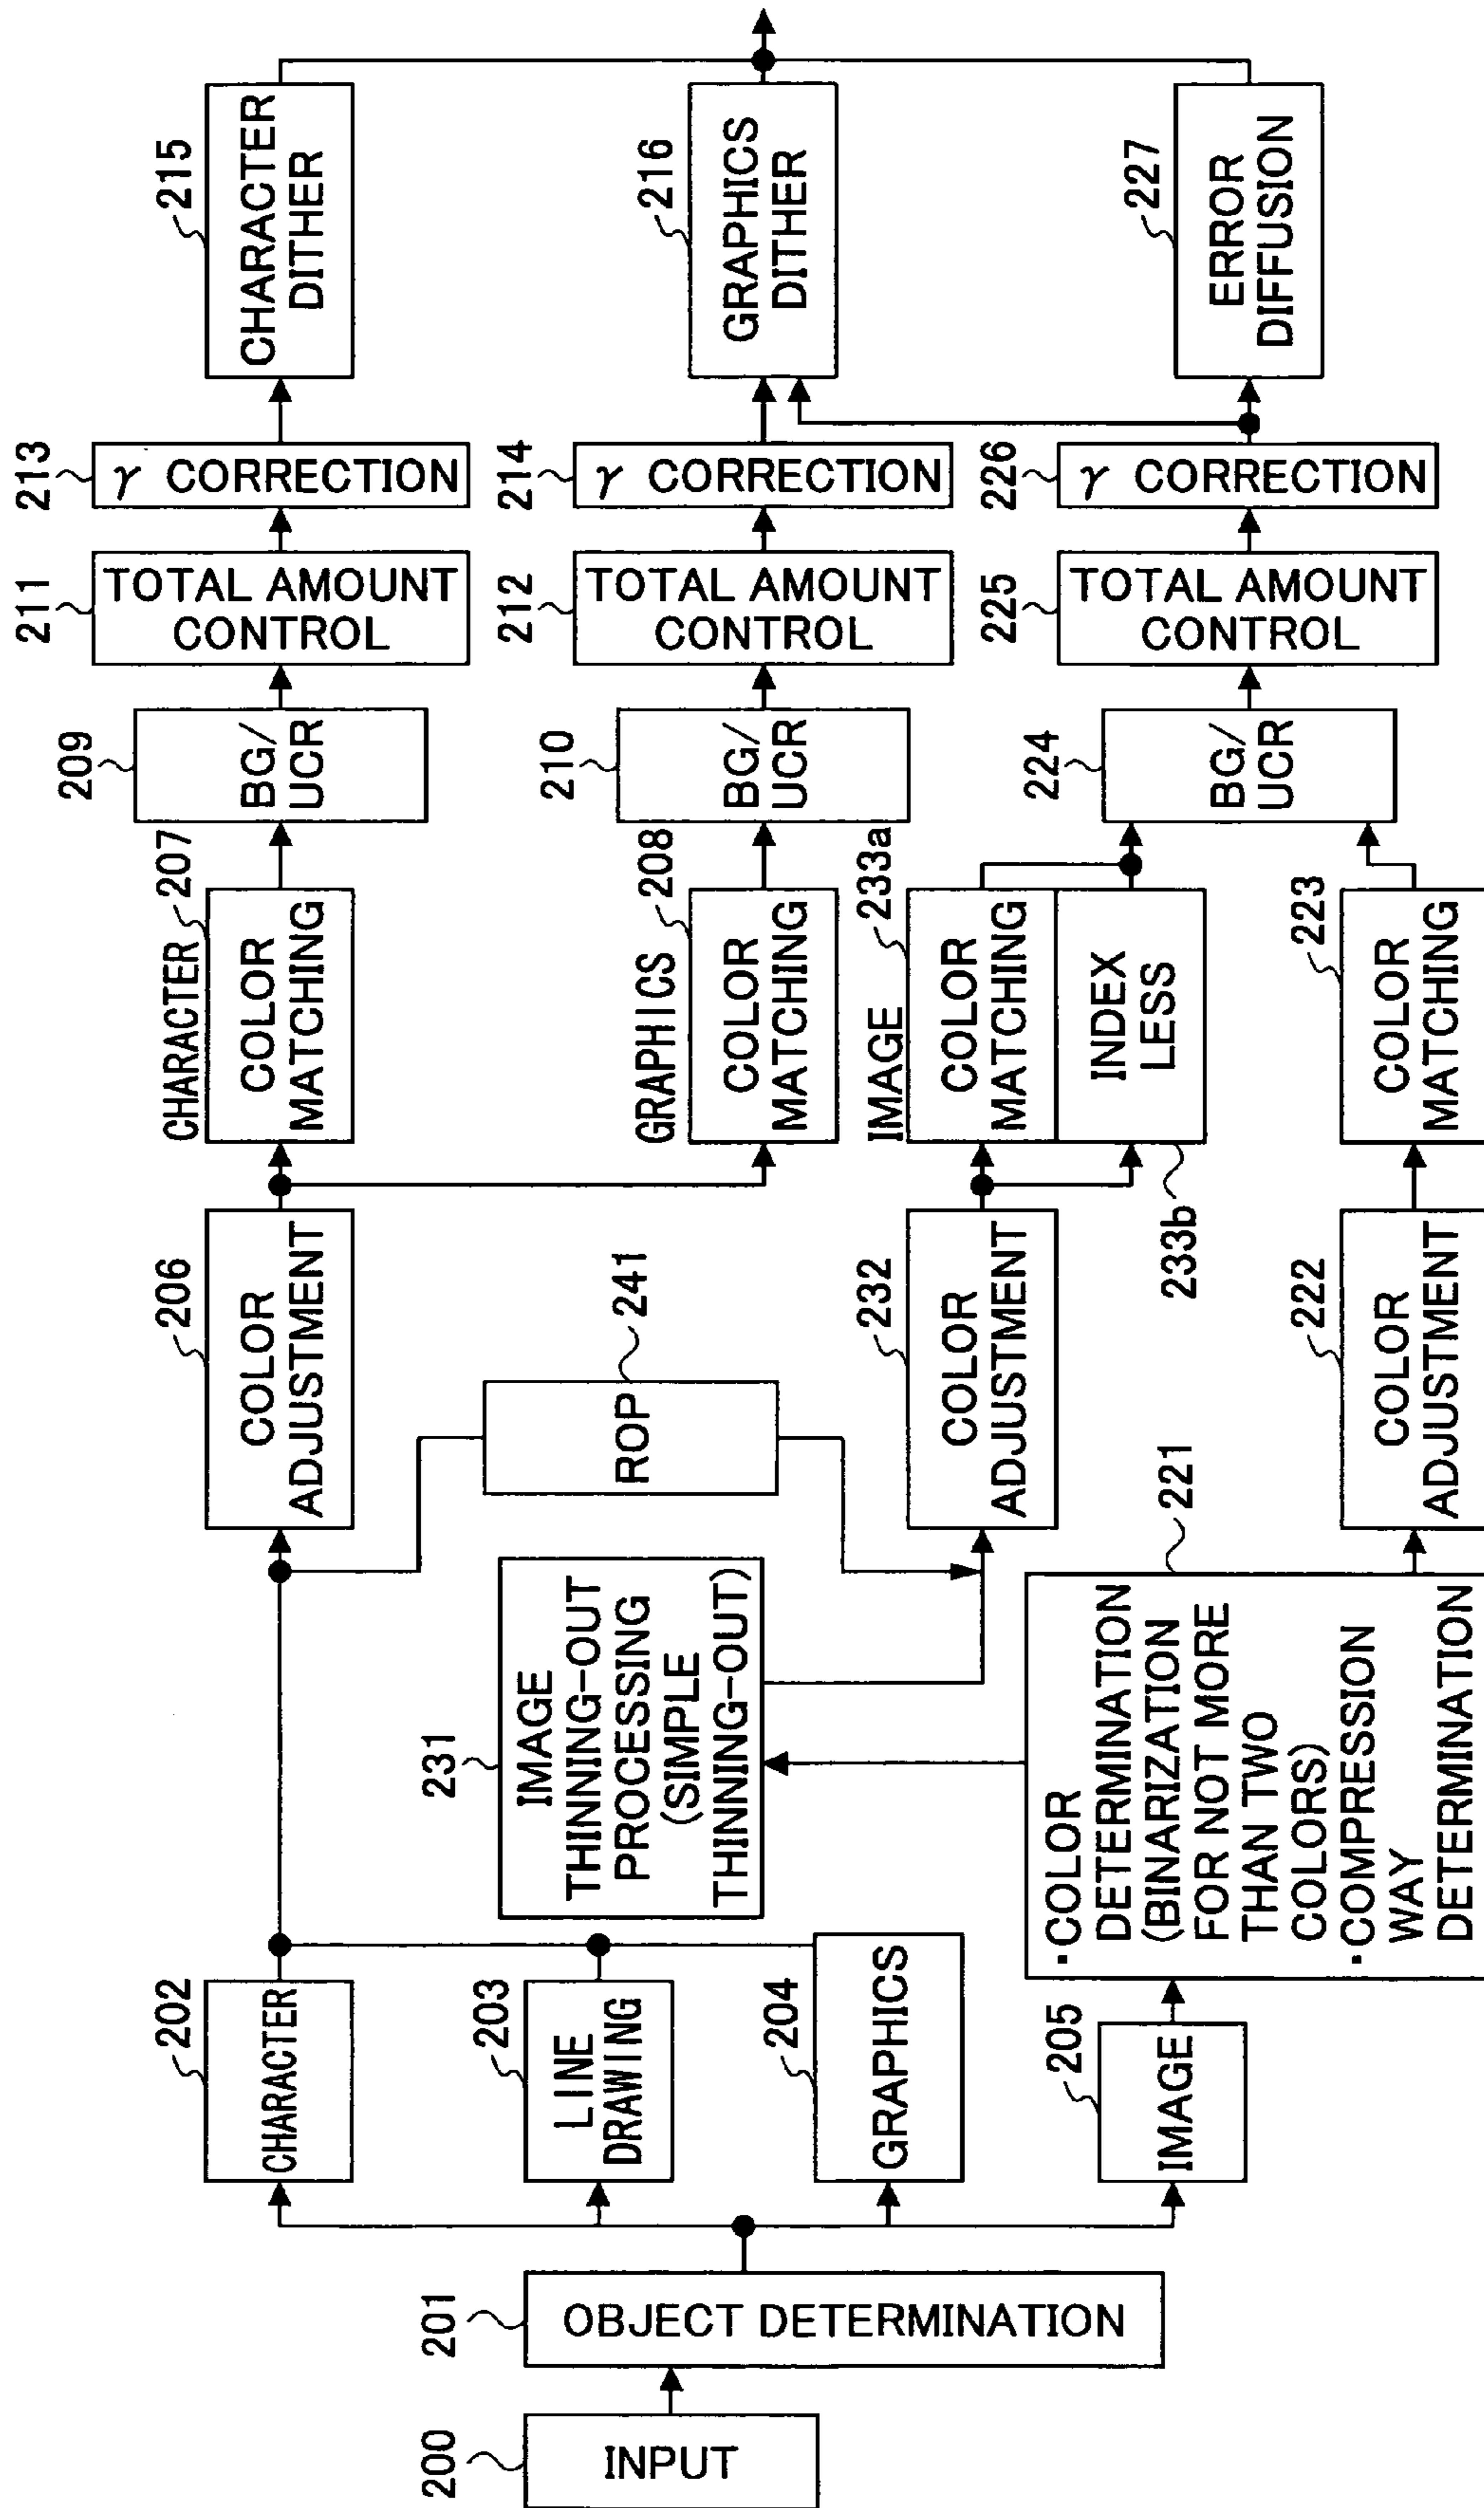 200
INPUT
201
OBJECT DETERMINATION
202
CHARACTER
203
LINE
DRAWING
204
GRAPHICS
205
IMAGE
231
IMAGE
THINNING-OUT
PROCESSING
(SIMPLE
THINNING-OUT)
221
・COLOR
DETERMINATION
(BINARIZATION
FOR NOT MORE
THAN TWO
COLORS)
・COMPRESSION
WAY
DETERMINATION
206
COLOR
ADJUSTMENT
ROP
241
232
COLOR
ADJUSTMENT
222
COLOR
ADJUSTMENT
CHARACTER
207
COLOR
MATCHING
GRAPHICS
208
COLOR
MATCHING
IMAGE
233a
COLOR
MATCHING
INDEX
LESS
233b
223
COLOR
MATCHING
209
BG/
UCR
210
BG/
UCR
224
BG/
UCR
211
TOTAL AMOUNT
CONTROL
212
TOTAL AMOUNT
CONTROL
225
TOTAL AMOUNT
CONTROL
213
γ CORRECTION
214
γ CORRECTION
226
γ CORRECTION
215
CHARACTER
DITHER
216
GRAPHICS
DITHER
227
ERROR
DIFFUSION